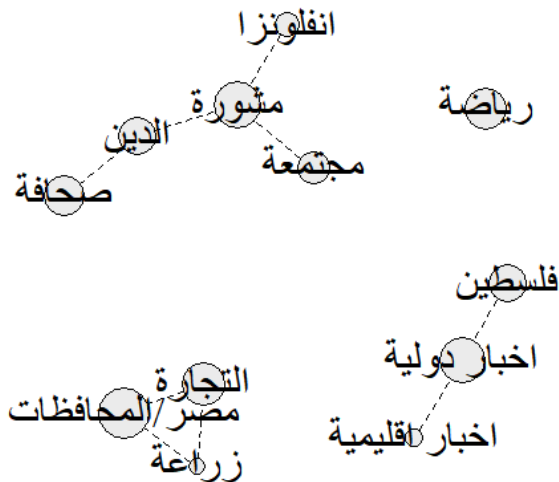 انفلونزا
مشورة
رياضة
الدين
مجتمعة
صحافة
فلسطين
اخبار دولية
التجارة
مصر/المحافظات
اخبار اقليمية
زراعة